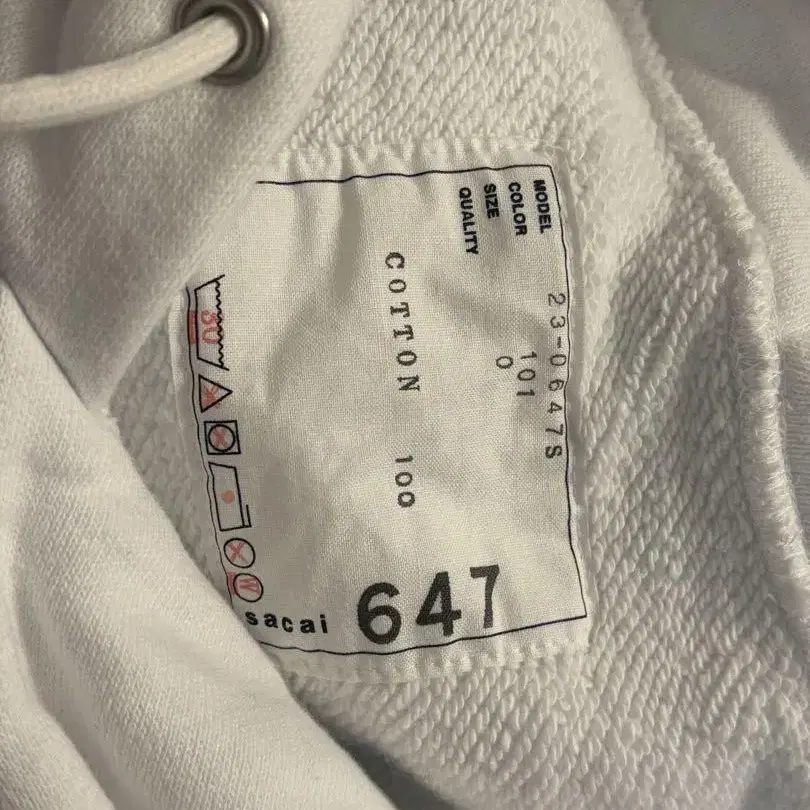 MODEL 23-0647S
COLOR 101
SIZE 0
QUALITY
COTTON 100
30
W
sacai 647